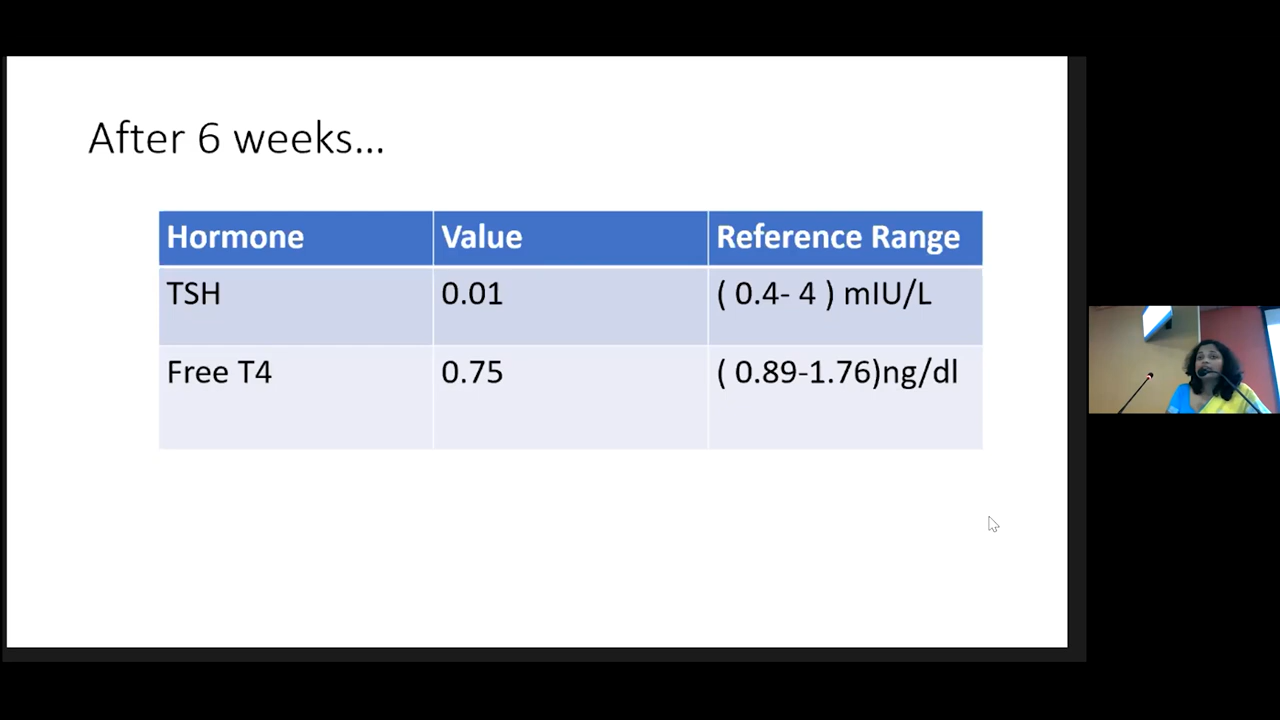 After 6 weeks...
Hormone Value Reference Range
TSH 0.01 ( 0.4- 4 ) mIU/L
Free T4 0.75 ( 0.89-1.76)ng/dl